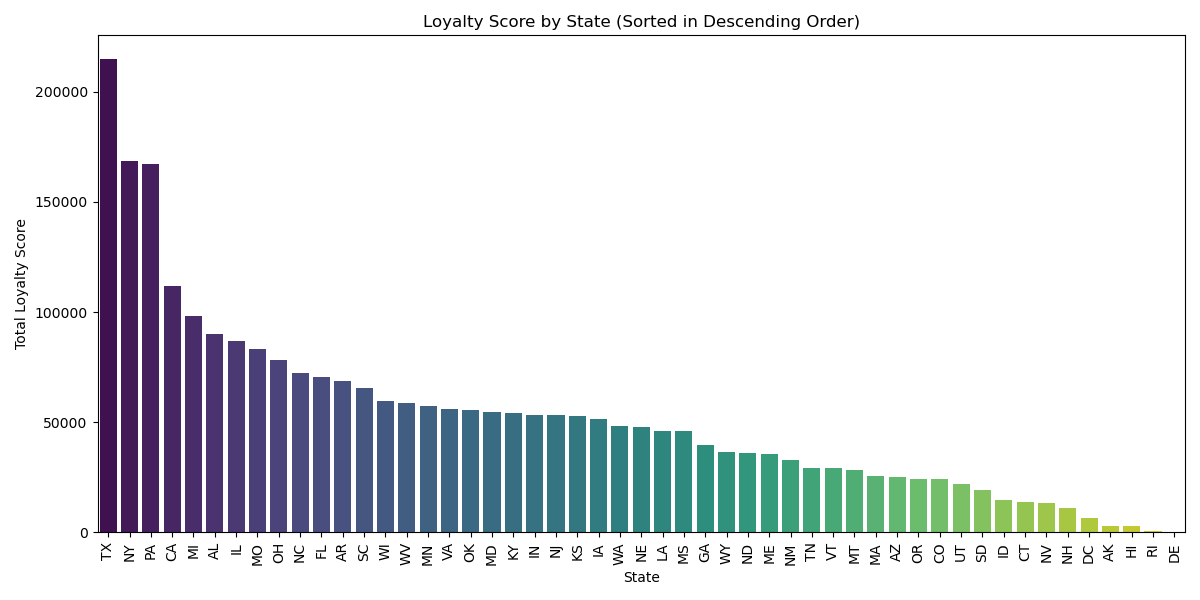 Loyalty Score by State (Sorted in Descending Order)
Total Loyalty Score
200000
150000
100000
50000
0
TX NY PA CA MI AL IL MO OH NC FL AR SC WI WV MN VA OK MD KY IN NJ KS IA WA NE LA MS GA WY ND ME NM TN VT MT MA AZ OR CO UT SD ID CT NV NH DC AK HI RI DE
State